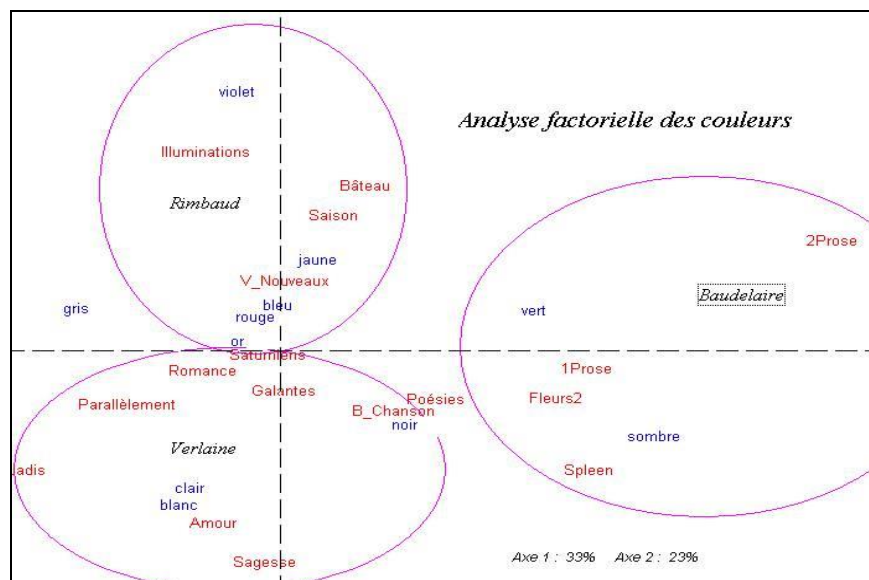 violet
Analyse factorielle des couleurs
Illuminations
Bâteau
Rimbaud
Saison
2Prose
jaune
V_Nouveaux
Baudelaire
gris
bleu
rouge
vert
or
Saturniens
Romance
1Prose
Galantes
Fleurs2
Parallèlement
Poésies
B_Chanson
noir
sombre
Verlaine
Jadis
Spleen
clair
blanc
Amour
Sagesse
Axe 1 : 33% Axe 2 : 23%